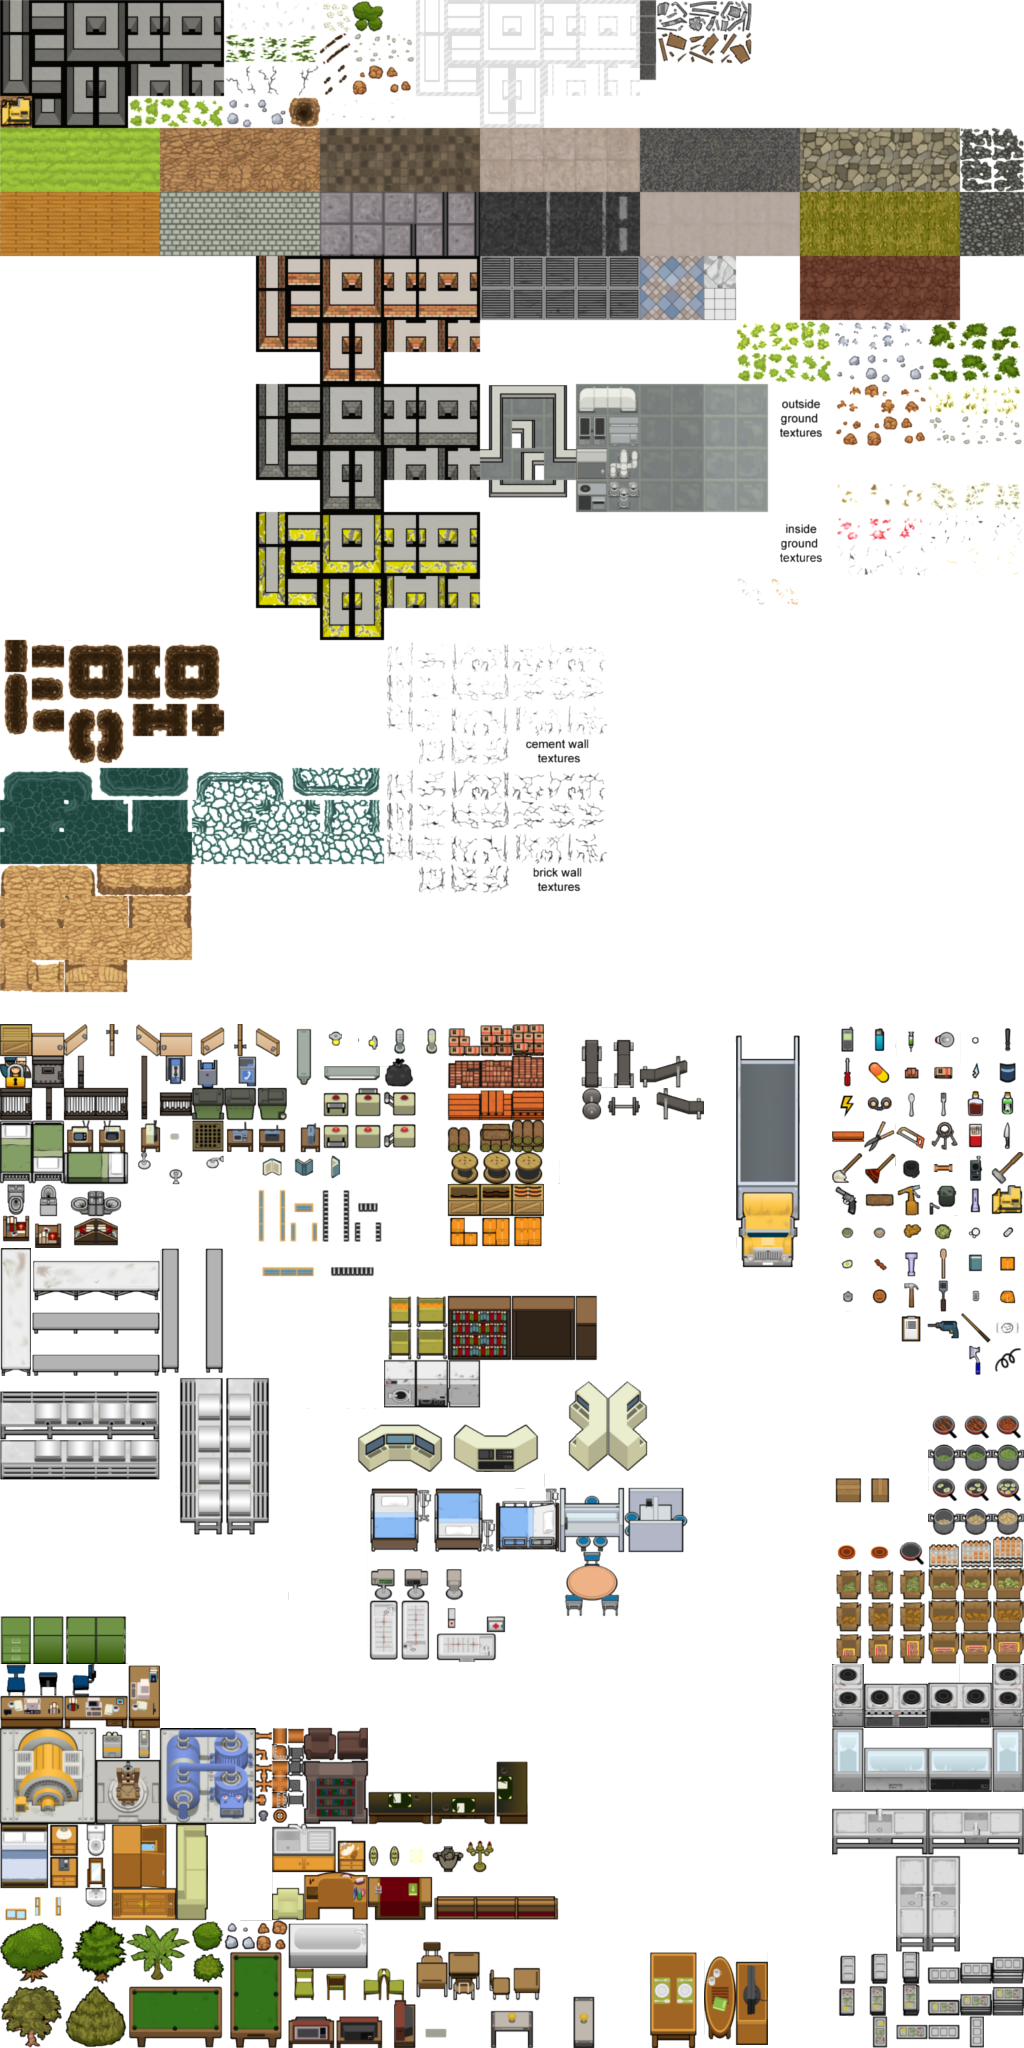 outside
ground
textures
inside
ground
textures
cement wall
textures
brick wall
textures